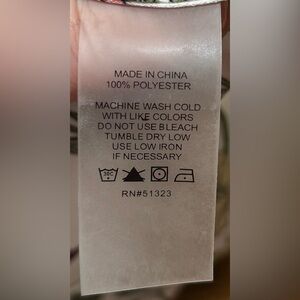 MADE IN CHINA
100% POLYESTER
MACHINE WASH COLD
WITH LIKE COLORS
DO NOT USE BLEACH
TUMBLE DRY LOW
USE LOW IRON
IF NECESSARY
30C
RN#51323